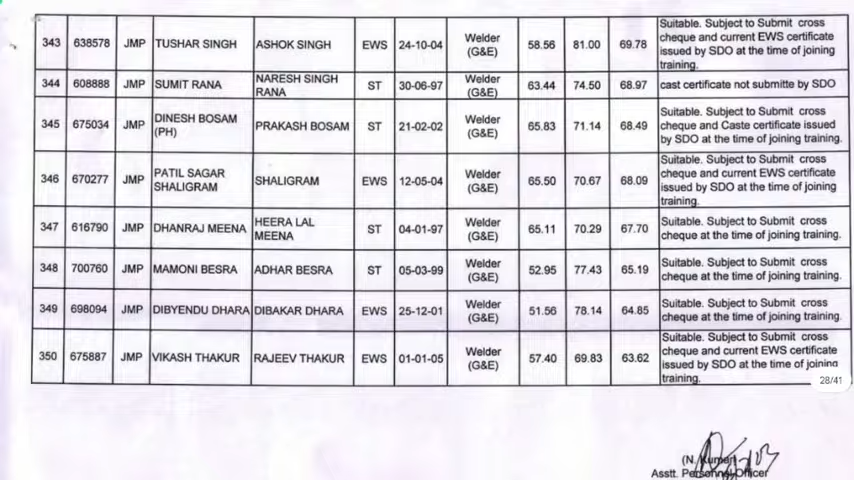 343 638578 JMP TUSHAR SINGH ASHOK SINGH EWS 24-10-04 Welder (G&E) 58.56 81.00 69.78 Suitable. Subject to Submit cross
cheque and current EWS certificate
issued by SDO at the time of joining
training.
344 608888 JMP SUMIT RANA NARESH SINGH RANA ST 30-06-97 Welder (G&E) 63.44 74.50 68.97 cast certificate not submitte by SDO
345 675034 JMP DINESH BOSAM (PH) PRAKASH BOSAM ST 21-02-02 Welder (G&E) 65.83 71.14 68.49 Suitable. Subject to Submit cross
cheque and Caste certificate issued
by SDO at the time of joining training.
346 670277 JMP PATIL SAGAR SHALIGRAM SHALIGRAM EWS 12-05-04 Welder (G&E) 65.50 70.67 68.09 Suitable. Subject to Submit cross
cheque and current EWS certificate
issued by SDO at the time of joining
training.
347 616790 JMP DHANRAJ MEENA HEERA LAL MEENA ST 04-01-97 Welder (G&E) 65.11 70.29 67.70 Suitable. Subject to Submit cross
cheque at the time of joining training.
348 700760 JMP MAMONI BESRA ADHAR BESRA ST 05-03-99 Welder (G&E) 52.95 77.43 65.19 Suitable. Subject to Submit cross
cheque at the time of joining training.
349 698094 JMP DIBYENDU DHARA DIBAKAR DHARA EWS 25-12-01 Welder (G&E) 51.56 78.14 64.85 Suitable. Subject to Submit cross
cheque at the time of joining training.
350 675887 JMP VIKASH THAKUR RAJEEV THAKUR EWS 01-01-05 Welder (G&E) 57.40 69.83 63.62 Suitable. Subject to Submit cross
cheque and current EWS certificate
issued by SDO at the time of joining
training.
28/41
(N. Kumar)
Asstt. Personnel Officer